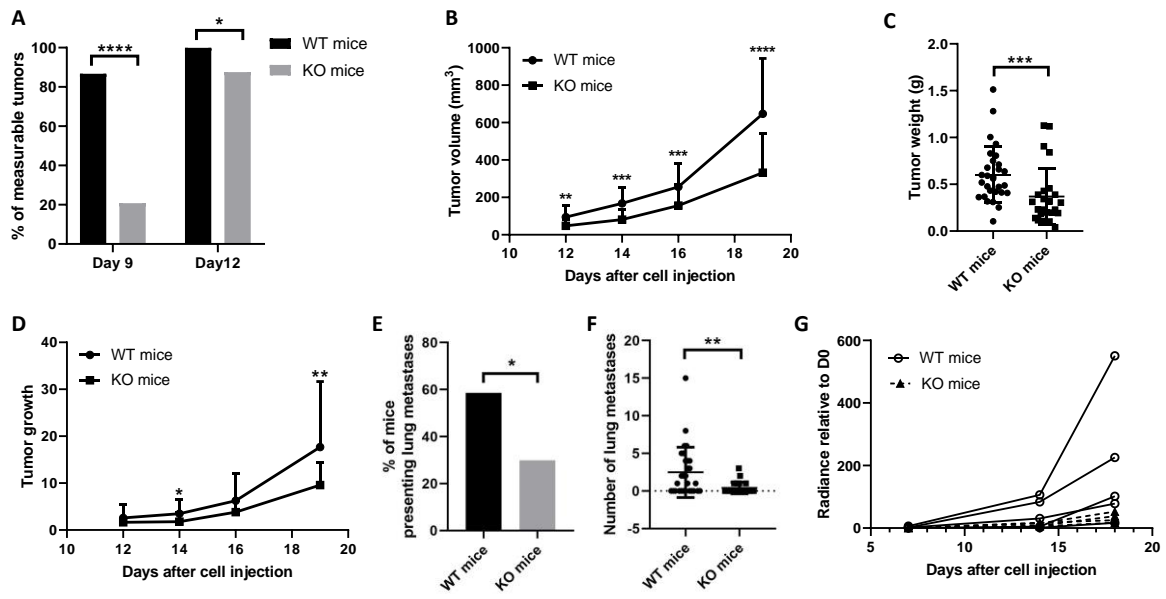 A
% of measurable tumors
100
80
60
40
20
0
****
*
Day 9
Day12
WT mice
KO mice
B
Tumor volume (mm³)
1000
800
600
400
200
0
WT mice
KO mice
**
***
***
****
10
12
14
16
18
20
Days after cell injection
C
Tumor weight (g)
2.0
1.5
1.0
0.5
0.0
***
WT mice
KO mice
D
Tumor growth
40
30
20
10
0
WT mice
KO mice
*
**
10
12
14
16
18
20
Days after cell injection
E
% of mice
presenting lung metastases
80
60
40
20
0
*
WT mice
KO mice
F
Number of lung metastases
20
15
10
5
0
-5
**
WT mice
KO mice
G
Radiance relative to D0
600
400
200
0
WT mice
KO mice
5
10
15
20
Days after cell injection